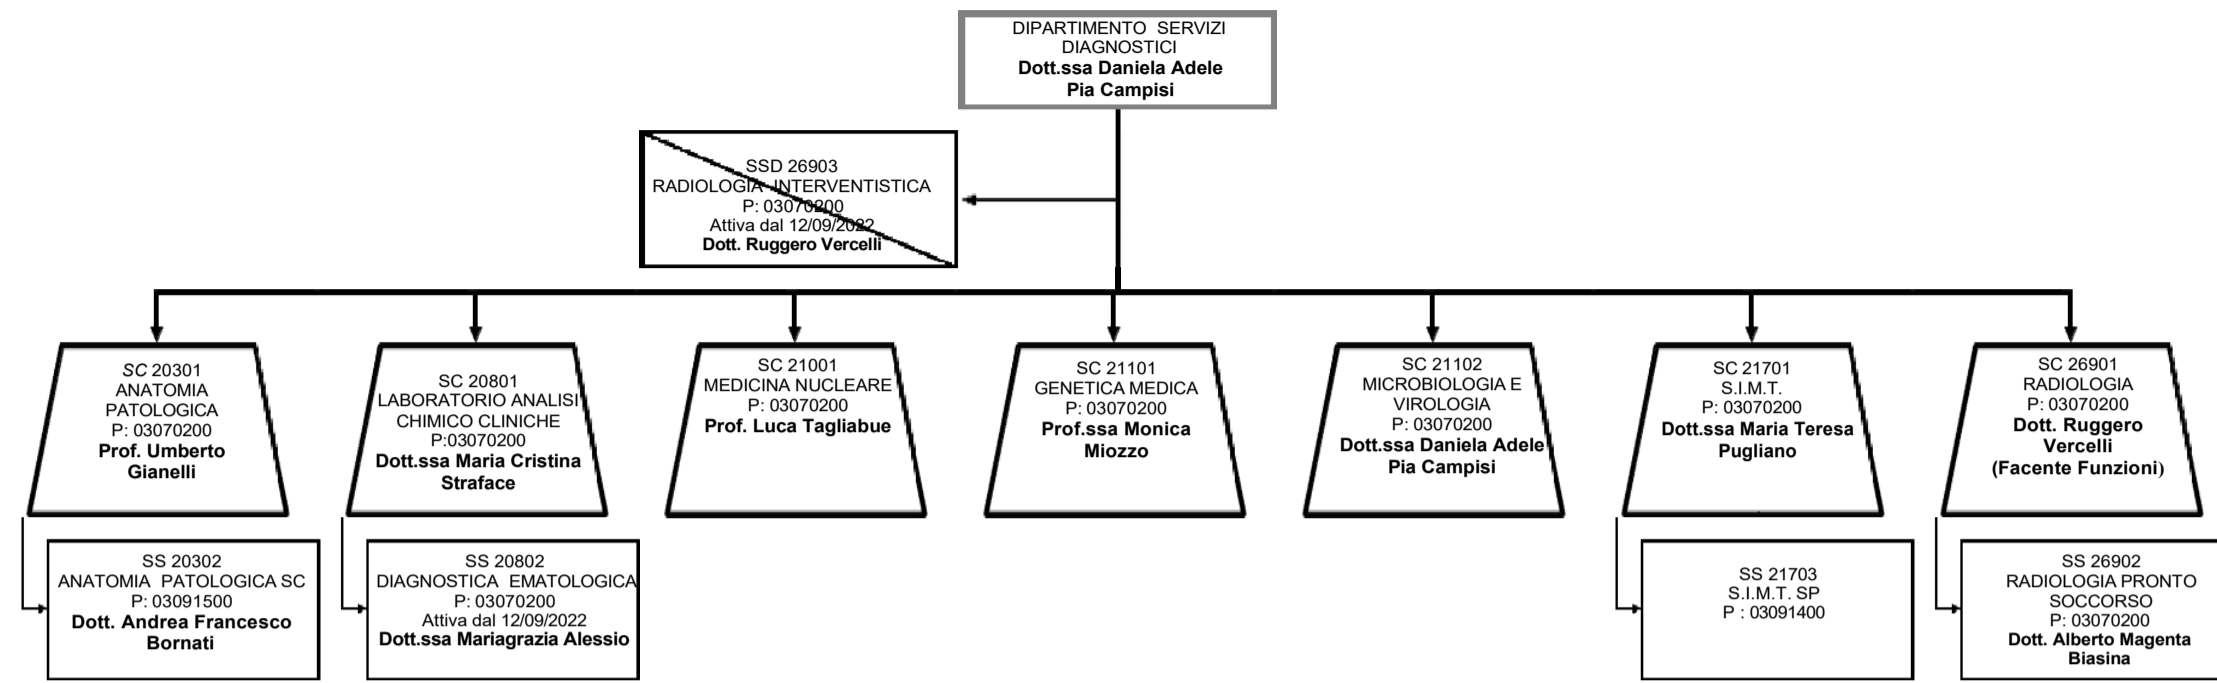 DIPARTIMENTO SERVIZI
DIAGNOSTICI
Dott.ssa Daniela Adele
Pia Campisi
SSD 26903
RADIOLOGIA INTERVENTISTICA
P: 03070200
Attiva dal 12/09/2022
Dott. Ruggero Vercelli
SC 20301
ANATOMIA
PATOLOGICA
P: 03070200
Prof. Umberto
Gianelli
SC 20801
LABORATORIO ANALISI
CHIMICO CLINICHE
P:03070200
Dott.ssa Maria Cristina
Straface
SC 21001
MEDICINA NUCLEARE
P: 03070200
Prof. Luca Tagliabue
SC 21101
GENETICA MEDICA
P: 03070200
Prof.ssa Monica
Miozzo
SC 21102
MICROBIOLOGIA E
VIROLOGIA
P: 03070200
Dott.ssa Daniela Adele
Pia Campisi
SC 21701
S.I.M.T.
P: 03070200
Dott.ssa Maria Teresa
Pugliano
SC 26901
RADIOLOGIA
P: 03070200
Dott. Ruggero
Vercelli
(Facente Funzioni)
SS 20302
ANATOMIA PATOLOGICA SC
P: 03091500
Dott. Andrea Francesco
Bornati
SS 20802
DIAGNOSTICA EMATOLOGICA
P: 03070200
Attiva dal 12/09/2022
Dott.ssa Mariagrazia Alessio
SS 21703
S.I.M.T. SP
P : 03091400
SS 26902
RADIOLOGIA PRONTO
SOCCORSO
P: 03070200
Dott. Alberto Magenta
Biasina